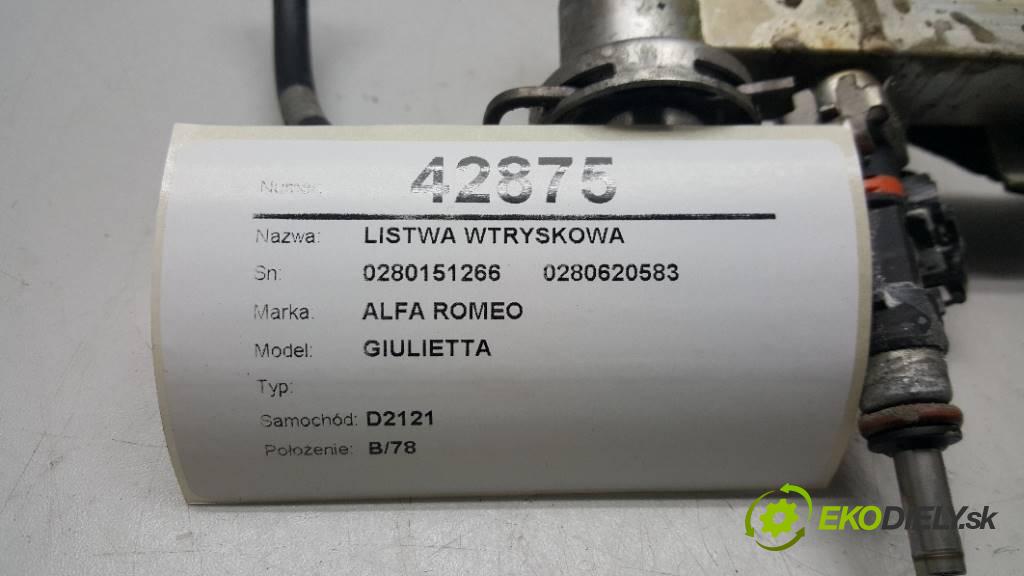 Numer: 42875
Nazwa: LISTWA WTRYSKOWA
Sn: 0280151266 0280620583
Marka: ALFA ROMEO
Model: GIULIETTA
Typ:
Samochód: D2121
Położenie: B/78
EKODIELY.sk